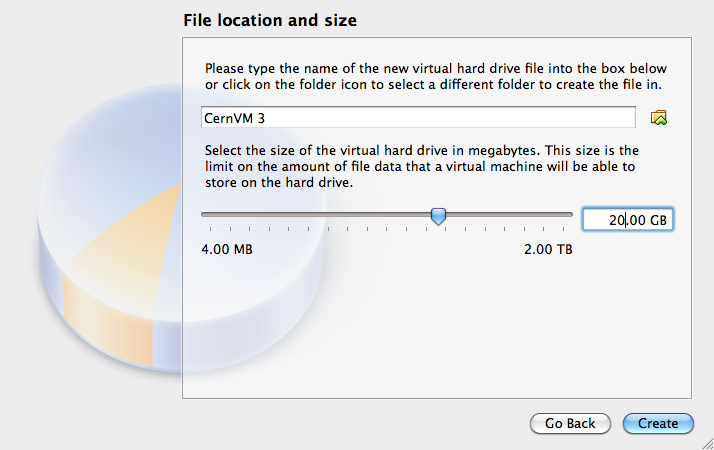 File location and size
Please type the name of the new virtual hard drive file into the box below
or click on the folder icon to select a different folder to create the file in.
CernVM 3
Select the size of the virtual hard drive in megabytes. This size is the
limit on the amount of file data that a virtual machine will be able to
store on the hard drive.
20.00 GB
4.00 MB
2.00 TB
Go Back
Create